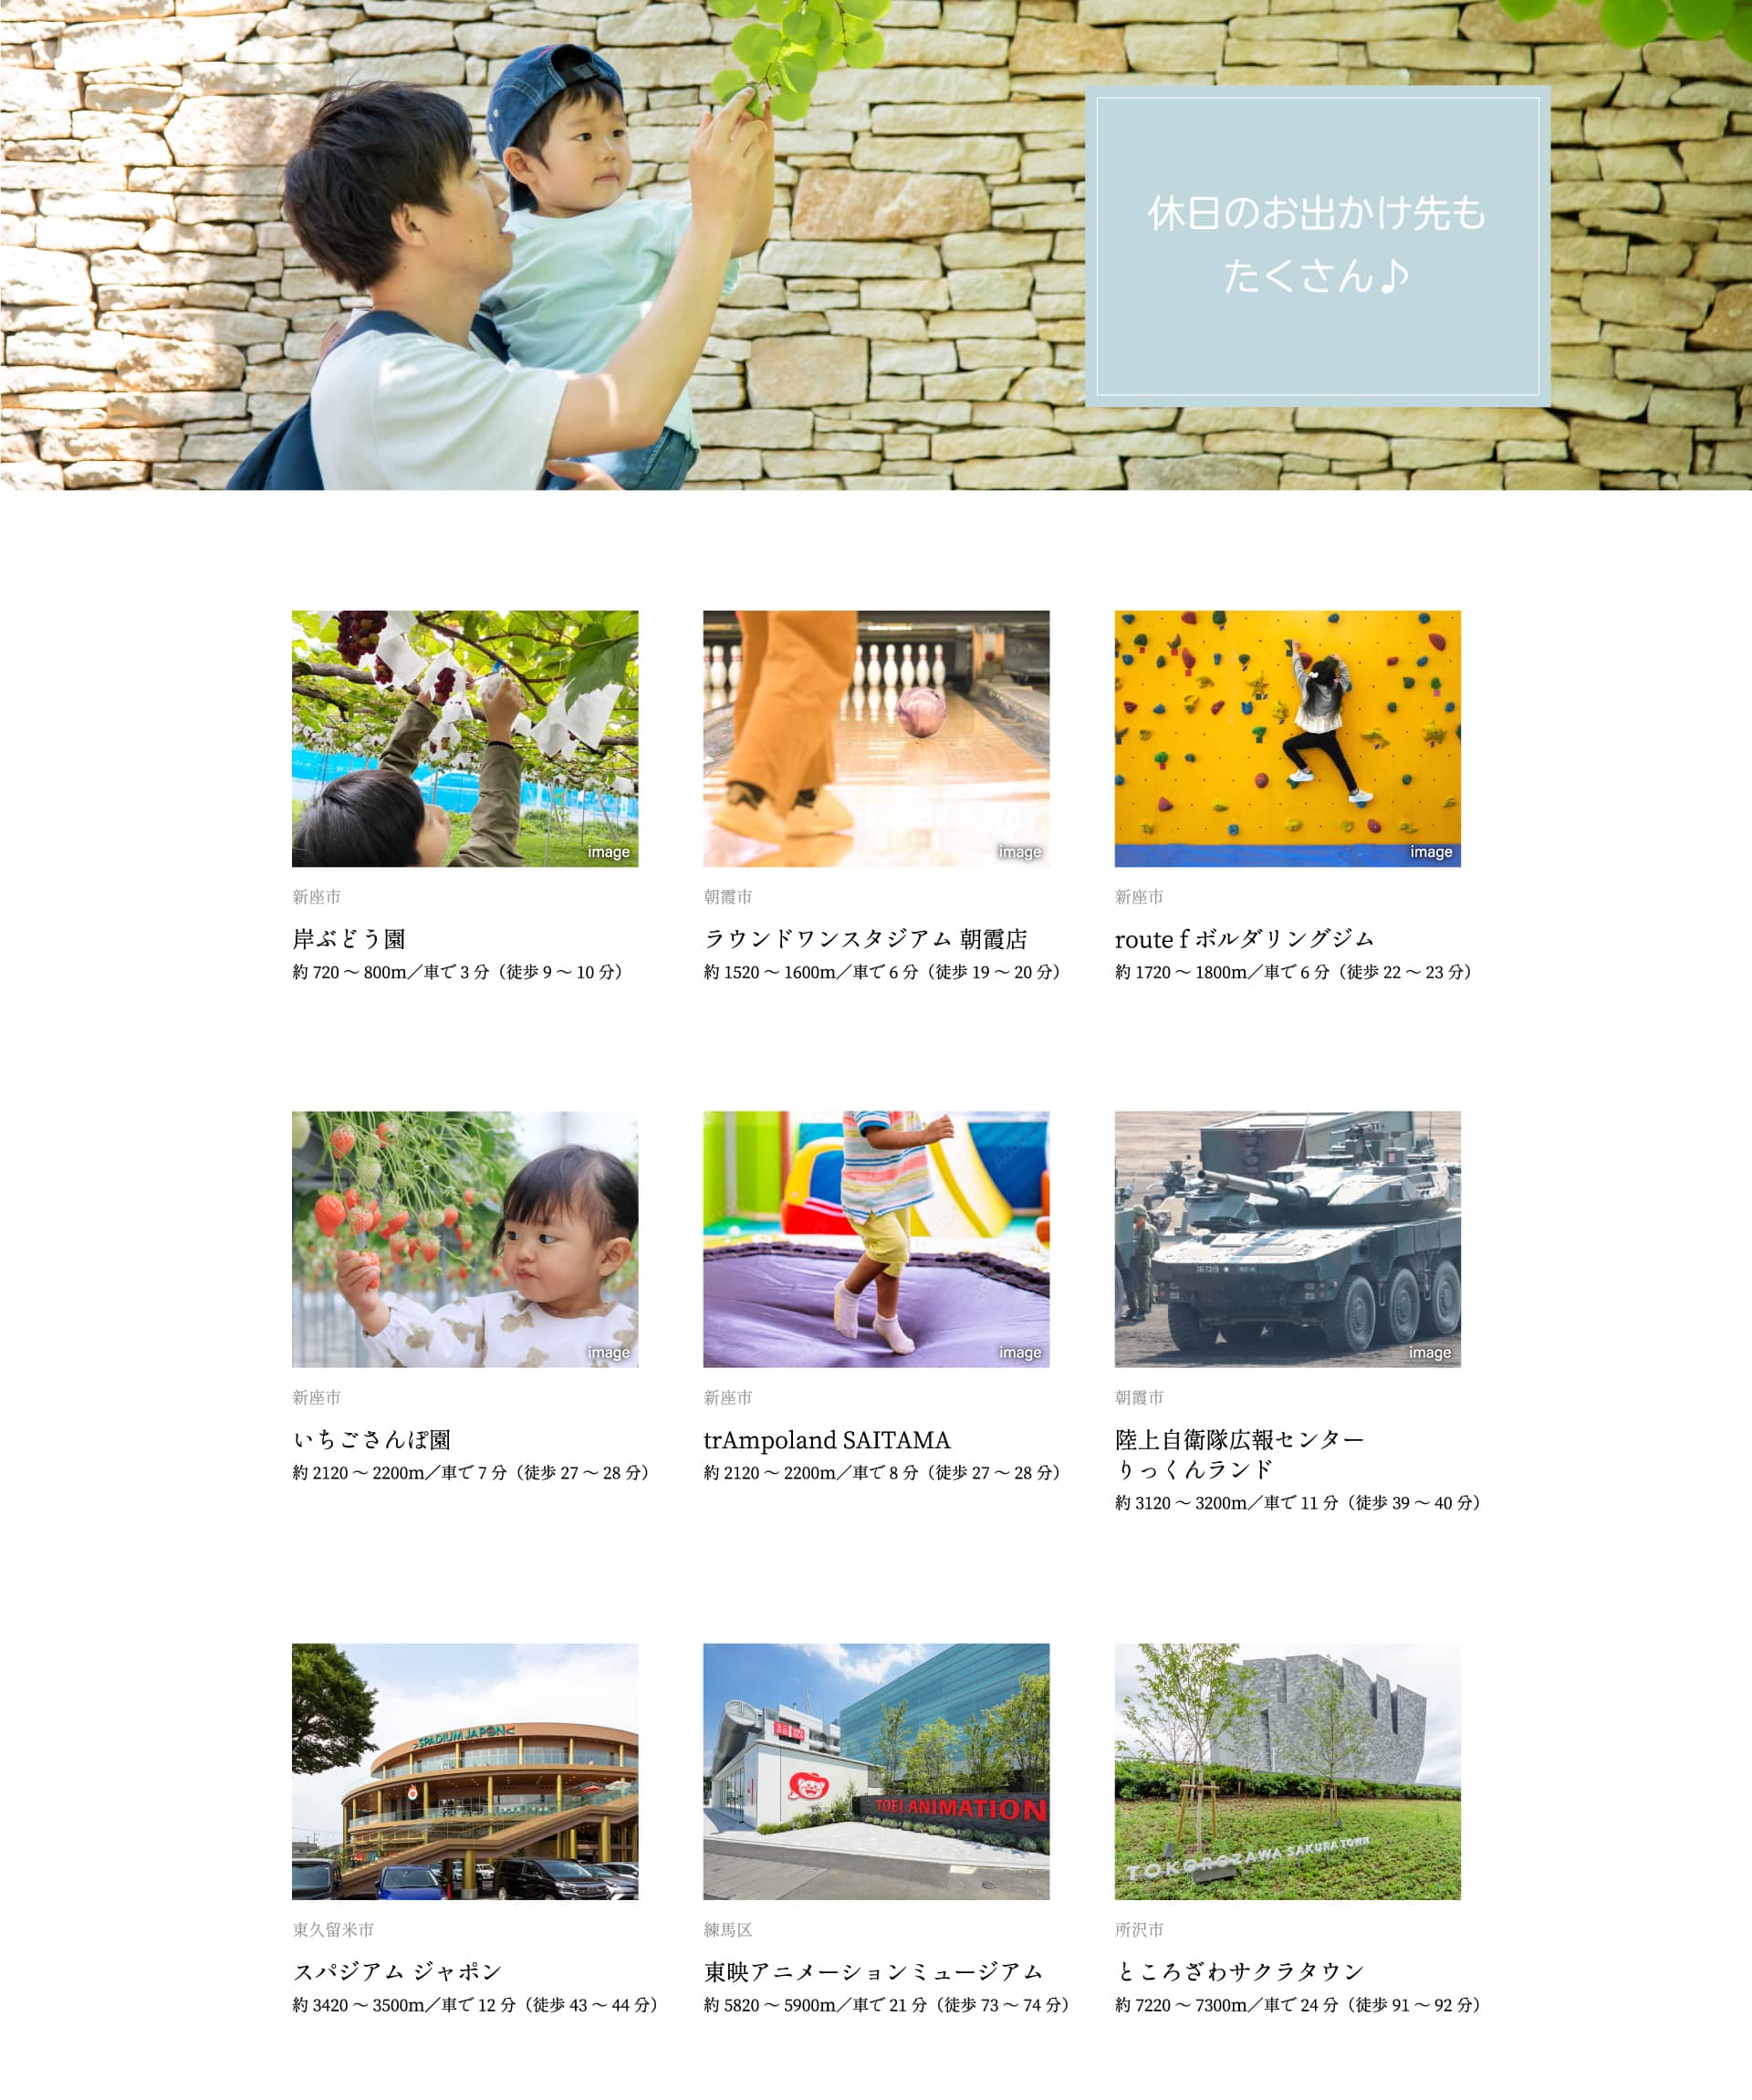 休日のお出かけ先も
たくさん♪
image
新座市
岸ぶどう園
約 720 ～ 800m／車で 3 分（徒歩 9 ～ 10 分）
image
朝霞市
ラウンドワンスタジアム 朝霞店
約 1520 ～ 1600m／車で 6 分（徒歩 19 ～ 20 分）
image
新座市
route f ボルダリングジム
約 1720 ～ 1800m／車で 6 分（徒歩 22 ～ 23 分）
image
新座市
いちごさんぽ園
約 2120 ～ 2200m／車で 7 分（徒歩 27 ～ 28 分）
image
新座市
trAmpoland SAITAMA
約 2120 ～ 2200m／車で 8 分（徒歩 27 ～ 28 分）
image
朝霞市
陸上自衛隊広報センター
りっくんランド
約 3120 ～ 3200m／車で 11 分（徒歩 39 ～ 40 分）
SPADIUM JAPON
東久留米市
スパジアム ジャポン
約 3420 ～ 3500m／車で 12 分（徒歩 43 ～ 44 分）
TOEI ANIMATION
練馬区
東映アニメーションミュージアム
約 5820 ～ 5900m／車で 21 分（徒歩 73 ～ 74 分）
TOKOROZAWA SAKURA TOWN
所沢市
ところざわサクラタウン
約 7220 ～ 7300m／車で 24 分（徒歩 91 ～ 92 分）